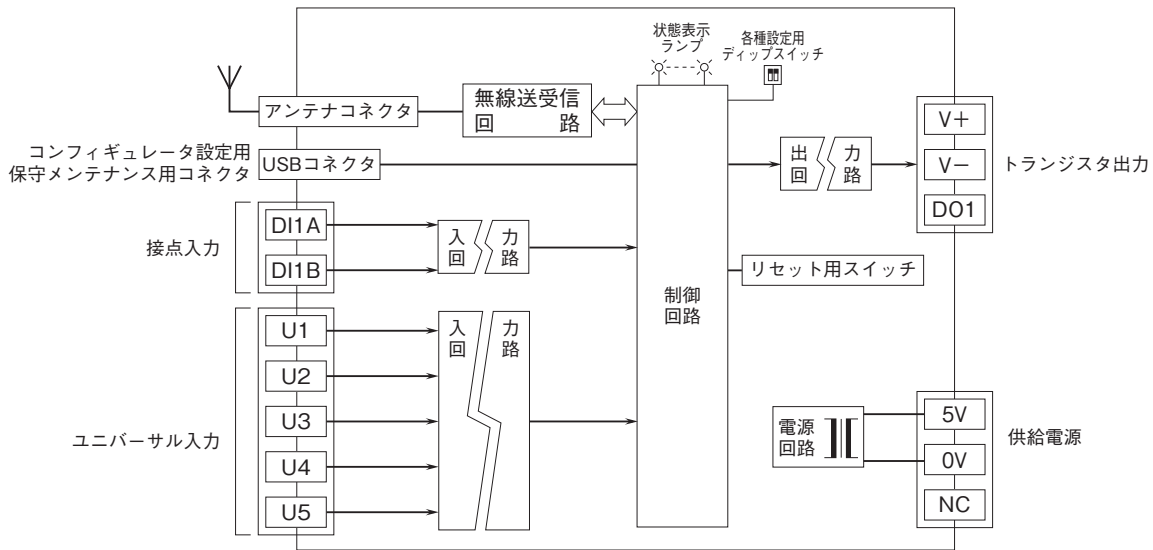 状態表示
ランプ
各種設定用
ディップスイッチ
アンテナコネクタ
無線送受信
回 路
コンフィギュレータ設定用
保守メンテナンス用コネクタ
USBコネクタ
出 力
回 路
V+
V−
DO1
トランジスタ出力
接点入力
DI1A
DI1B
入 力
回 路
制御
回路
リセット用スイッチ
ユニバーサル入力
U1
U2
U3
U4
U5
入 力
回 路
電源
回路
5V
0V
NC
供給電源